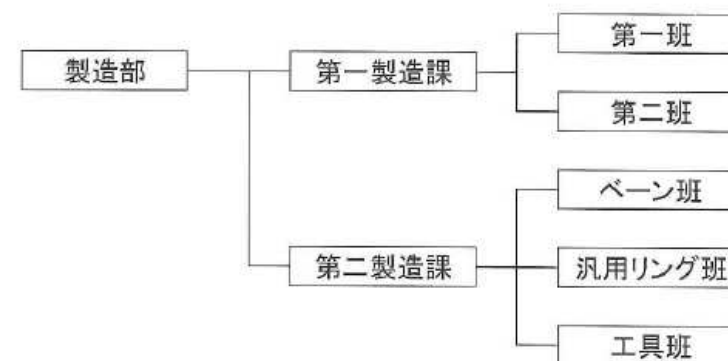 製造部
第一製造課
第一班
第二班
第二製造課
ベーン班
汎用リング班
工具班